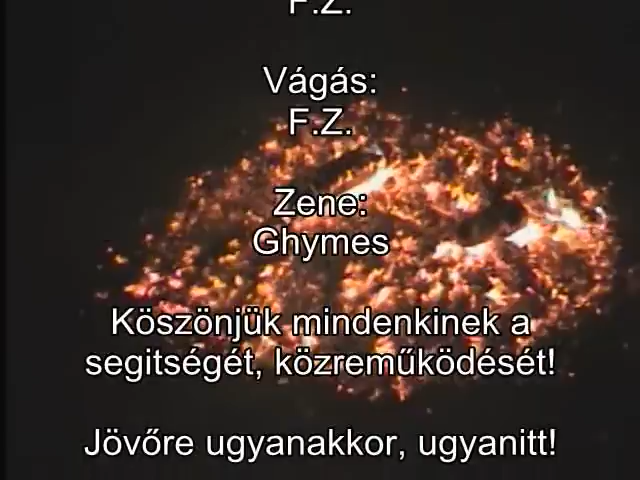 F.Z.
Vágás:
F.Z.
Zene:
Ghymes
Köszönjük mindenkinek a
segitségét, közreműködését!
Jövőre ugyanakkor, ugyanitt!